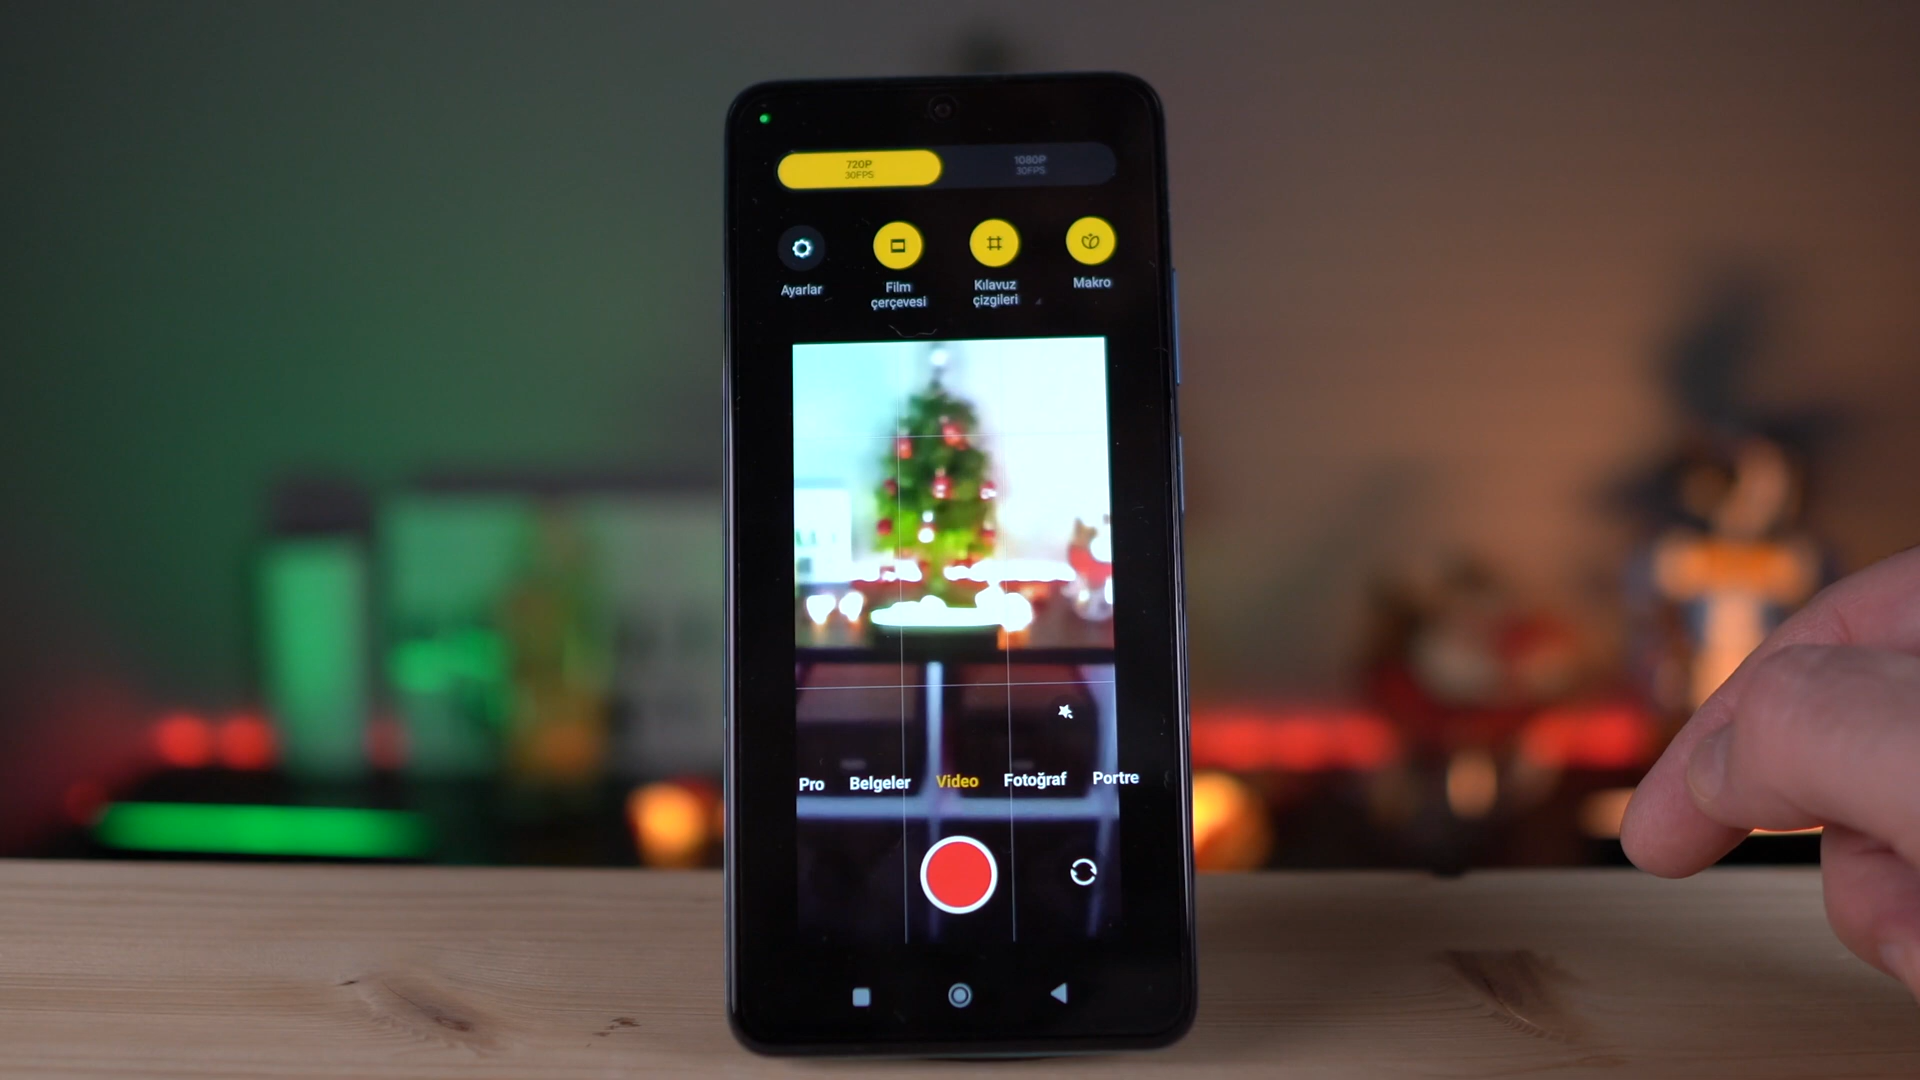 720P
30FPS
1080P
30FPS
Ayarlar
Film
çerçevesi
Kılavuz
çizgileri
Makro
Pro
Belgeler
Video
Fotoğraf
Portre